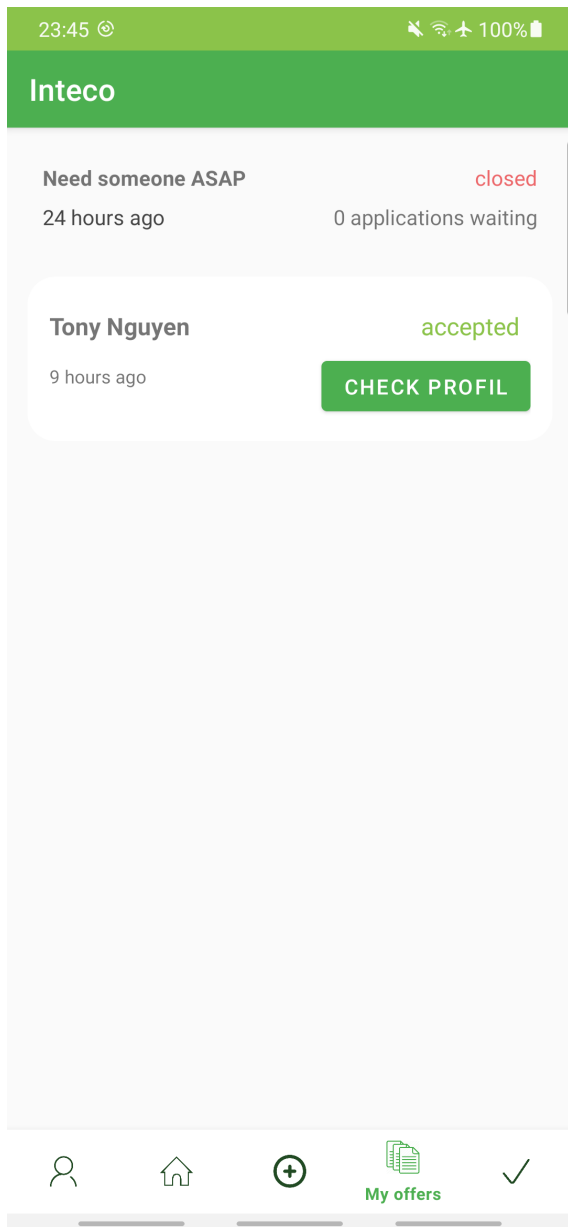 23:45 100%
Inteco
Need someone ASAP closed
24 hours ago 0 applications waiting
Tony Nguyen accepted
9 hours ago CHECK PROFIL
My offers